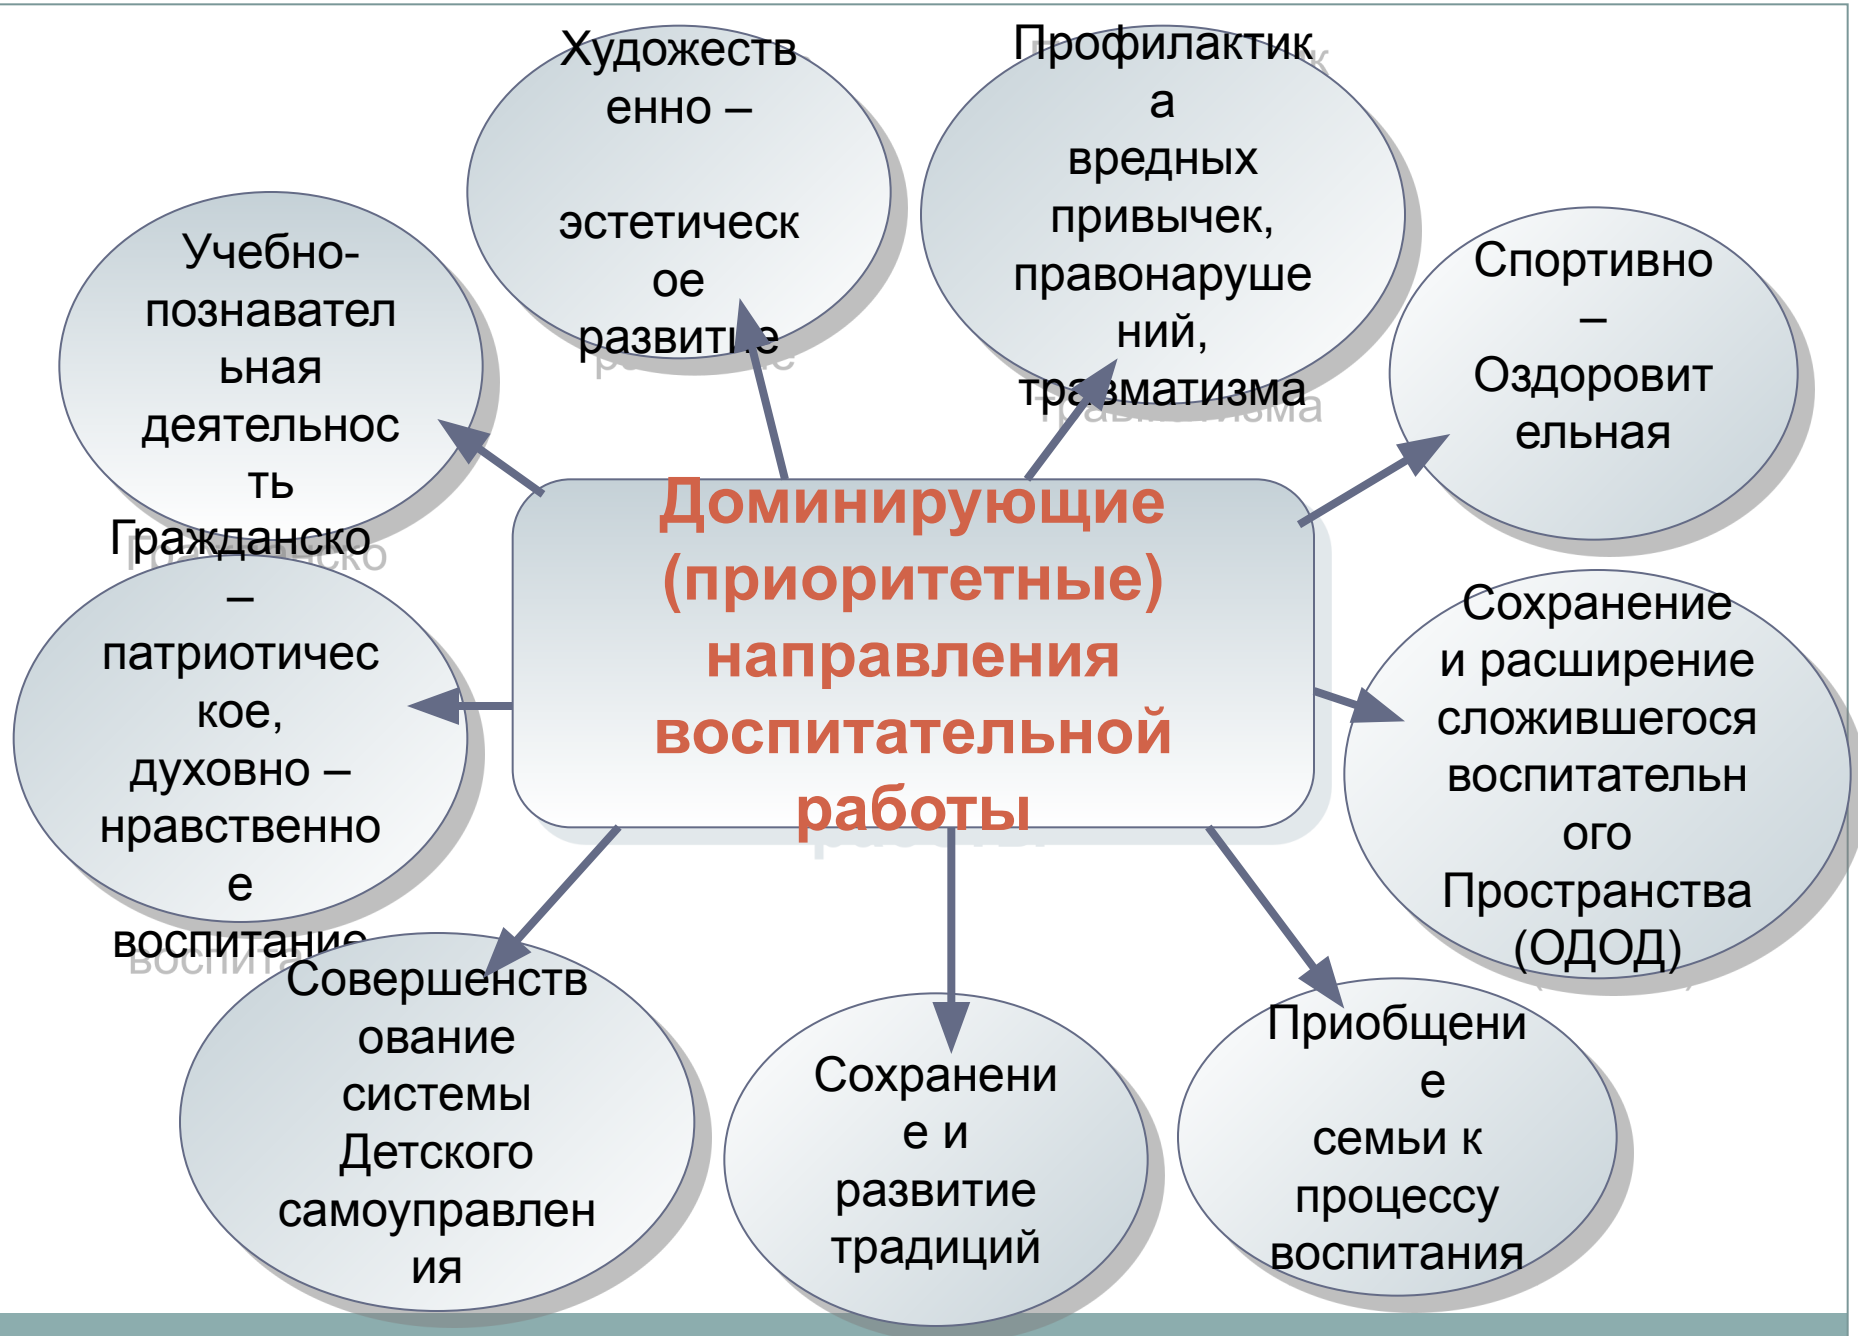 Художеств
енно –
эстетическ
ое
развитие
Профилактик
а
вредных
привычек,
правонаруше
ний,
травматизма
Учебно-
познавател
ьная
деятельнос
ть
Спортивно
–
Оздоровит
ельная
Доминирующие
(приоритетные)
направления
воспитательной
работы
Гражданско
–
патриотичес
кое,
духовно –
нравственно
е
воспитание
Сохранение
и расширение
сложившегося
воспитательн
ого
Пространства
(ОДОД)
Совершенств
ование
системы
Детского
самоуправлен
ия
Сохранени
е и
развитие
традиций
Приобщени
е
семьи к
процессу
воспитания